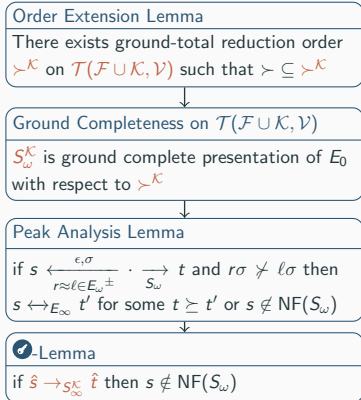 Order Extension Lemma
There exists ground-total reduction order
≻^𝒦 on 𝒯(ℱ ∪ 𝒦, 𝒱) such that ≻ ⊆ ≻^𝒦
Ground Completeness on 𝒯(ℱ ∪ 𝒦, 𝒱)
S_ω^𝒦 is ground complete presentation of E_0
with respect to ≻^𝒦
Peak Analysis Lemma
if s ←^{ϵ,σ}_{r≈ℓ∈E_ω^±} · →_{S_ω} t and rσ ⊁ ℓσ then
s ↔_{E_∞} t′ for some t ⪰ t′ or s ∉ NF(S_ω)
-Lemma
if ŝ →_{S_∞^𝒦} t̂ then s ∉ NF(S_ω)